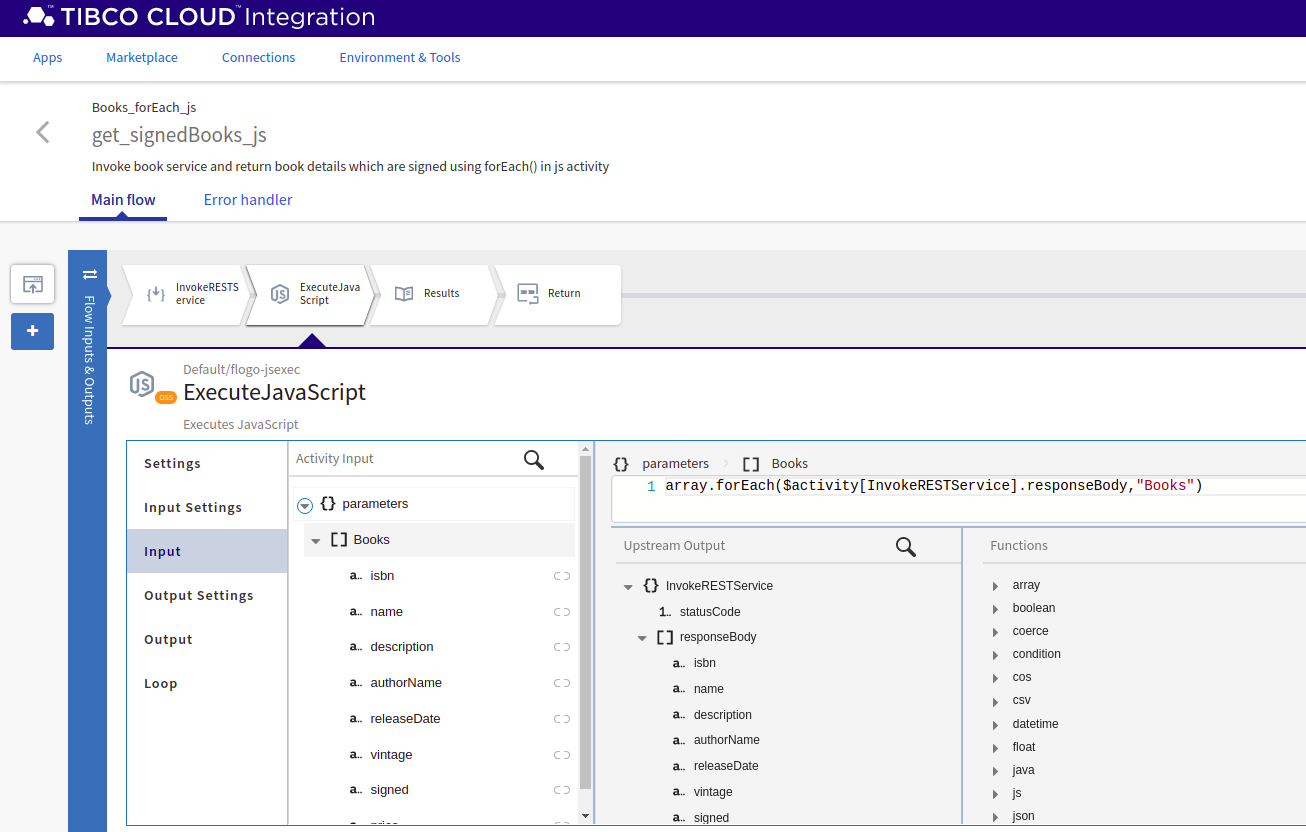 TIBCO CLOUD™ Integration
Apps Marketplace Connections Environment & Tools
Books_forEach_js
get_signedBooks_js
Invoke book service and return book details which are signed using forEach() in js activity
Main flow Error handler
Flow Inputs & Outputs
InvokeRESTS
ervice
ExecuteJava
Script
Results
Return
JS
oss
Default/flogo-jsexec
ExecuteJavaScript
Executes JavaScript
Settings
Input Settings
Input
Output Settings
Output
Loop
Activity Input
{} parameters
[] Books
a.. isbn
a.. name
a.. description
a.. authorName
a.. releaseDate
a.. vintage
a.. signed
{} parameters [] Books
1 array.forEach($activity[InvokeRESTService].responseBody,"Books")
Upstream Output
{} InvokeRESTService
1.. statusCode
[] responseBody
a.. isbn
a.. name
a.. description
a.. authorName
a.. releaseDate
a.. vintage
a.. signed
Functions
array
boolean
coerce
condition
cos
csv
datetime
float
java
js
json